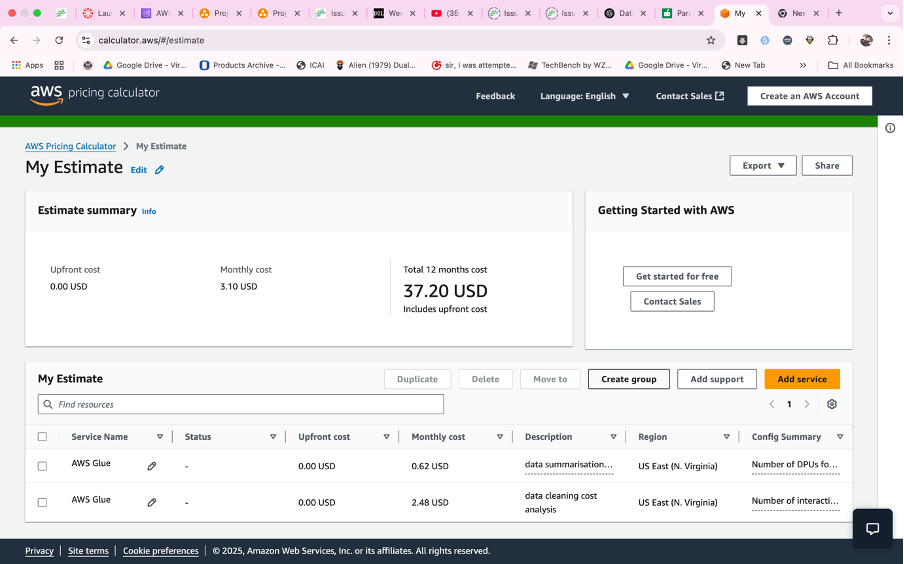 Lau
AW
Proj
Proj
Issu
Wee
(35
Issu
Issu
Data
Par
My
New
calculator.aws/#/estimate
Apps
Google Drive - Vir...
Products Archive -...
ICAI
Alien (1979) Dual...
sir, i was attempte...
TechBench by WZ...
Google Drive - Vir...
New Tab
All Bookmarks
aws pricing calculator
Feedback
Language: English
Contact Sales
Create an AWS Account
AWS Pricing Calculator > My Estimate
My Estimate Edit
Export
Share
Estimate summary Info
Getting Started with AWS
Upfront cost
0.00 USD
Monthly cost
3.10 USD
Total 12 months cost
37.20 USD
Includes upfront cost
Get started for free
Contact Sales
My Estimate
Duplicate
Delete
Move to
Create group
Add support
Add service
Find resources
1
Service Name Status Upfront cost Monthly cost Description Region Config Summary
AWS Glue - 0.00 USD 0.62 USD data summarisation... US East (N. Virginia) Number of DPUs fo...
AWS Glue - 0.00 USD 2.48 USD data cleaning cost analysis US East (N. Virginia) Number of interacti...
Privacy | Site terms | Cookie preferences | © 2025, Amazon Web Services, Inc. or its affiliates. All rights reserved.